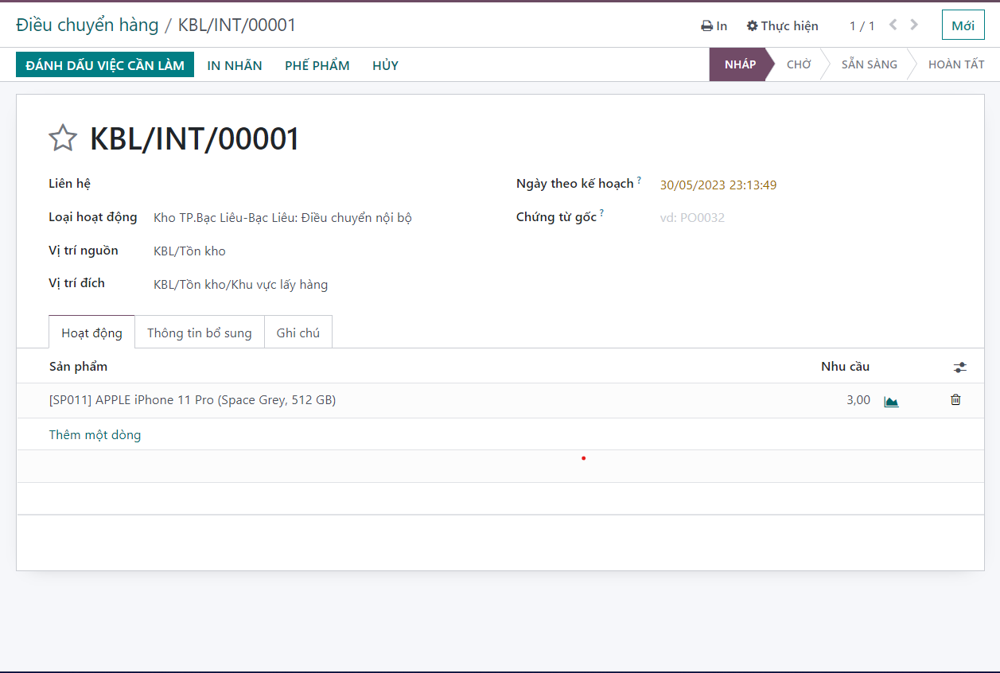 Điều chuyển hàng / KBL/INT/00001
In
Thực hiện
1 / 1
Mới
ĐÁNH DẤU VIỆC CẦN LÀM
IN NHÃN
PHẾ PHẨM
HỦY
NHÁP
CHỜ
SẴN SÀNG
HOÀN TẤT
KBL/INT/00001
Liên hệ
Ngày theo kế hoạch ? 30/05/2023 23:13:49
Loại hoạt động Kho TP.Bạc Liêu-Bạc Liêu: Điều chuyển nội bộ
Chứng từ gốc ? vd: PO0032
Vị trí nguồn KBL/Tồn kho
Vị trí đích KBL/Tồn kho/Khu vực lấy hàng
Hoạt động
Thông tin bổ sung
Ghi chú
Sản phẩm Nhu cầu
[SP011] APPLE iPhone 11 Pro (Space Grey, 512 GB) 3,00
Thêm một dòng